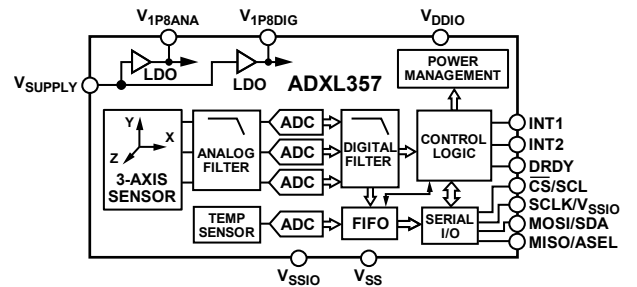 V1P8ANA
V1P8DIG
VDDIO
VSUPPLY
LDO
LDO
ADXL357
POWER
MANAGEMENT
Y
X
Z
3-AXIS
SENSOR
ANALOG
FILTER
ADC
ADC
ADC
DIGITAL
FILTER
CONTROL
LOGIC
INT1
INT2
DRDY
CS/SCL
SCLK/VSSIO
MOSI/SDA
MISO/ASEL
TEMP
SENSOR
ADC
FIFO
SERIAL
I/O
VSSIO
VSS